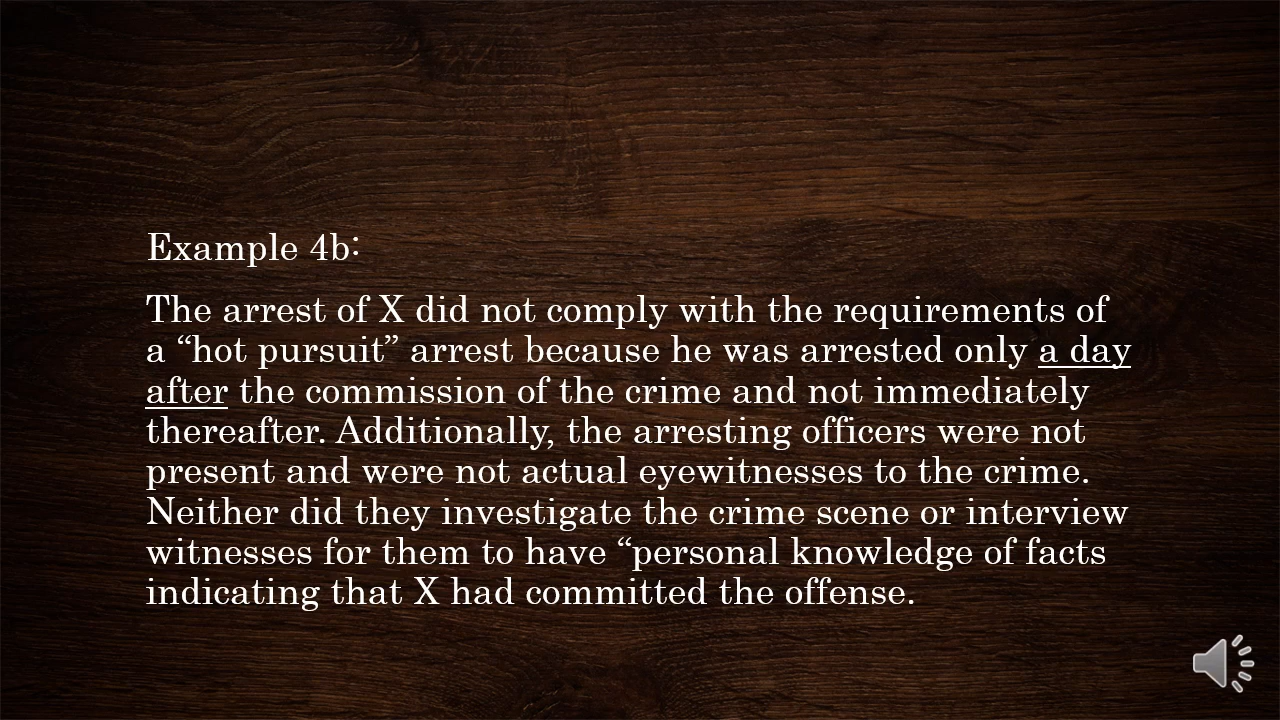 Example 4b:
The arrest of X did not comply with the requirements of
a “hot pursuit” arrest because he was arrested only a day
after the commission of the crime and not immediately
thereafter. Additionally, the arresting officers were not
present and were not actual eyewitnesses to the crime.
Neither did they investigate the crime scene or interview
witnesses for them to have “personal knowledge of facts
indicating that X had committed the offense.